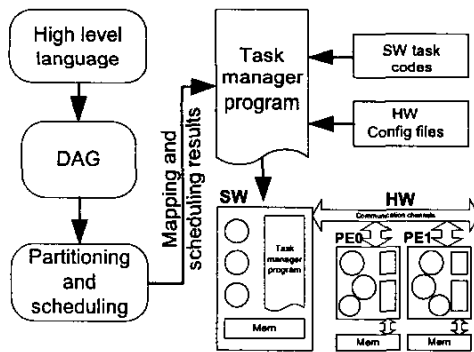 High level
language
DAG
Partitioning
and
scheduling
Mapping and
scheduling results
Task
manager
program
SW task
codes
HW
Config files
SW
HW
Communication channels
Task
manager
program
Mem
PE0
PE1
Mem
Mem